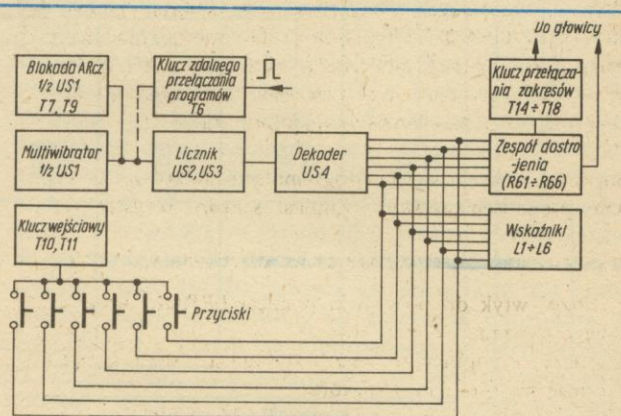 Do głowicy
Blokada ARcz
1/2 US1
T7, T9
Klucz zdalnego
przełączania
programów
T6
Klucz przełącza-
nia zakresów
T14÷T18
Multiwibrator
1/2 US1
Licznik
US2, US3
Dekoder
US4
Zespół dostro-
jenia
(R61÷R66)
Klucz wejściowy
T10, T11
Wskaźniki
L1÷L6
Przyciski